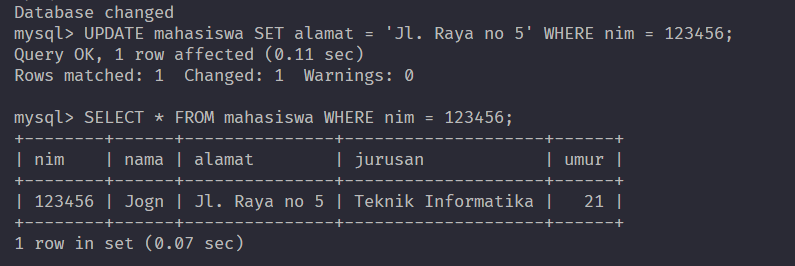 Database changed
mysql> UPDATE mahasiswa SET alamat = 'Jl. Raya no 5' WHERE nim = 123456;
Query OK, 1 row affected (0.11 sec)
Rows matched: 1  Changed: 1  Warnings: 0

mysql> SELECT * FROM mahasiswa WHERE nim = 123456;
+--------+------+---------------+--------------------+------+
| nim    | nama | alamat        | jurusan            | umur |
+--------+------+---------------+--------------------+------+
| 123456 | Jogn | Jl. Raya no 5 | Teknik Informatika |   21 |
+--------+------+---------------+--------------------+------+
1 row in set (0.07 sec)